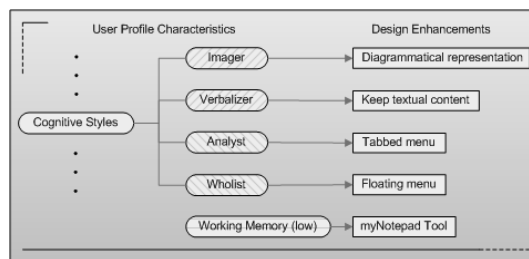 User Profile Characteristics
Design Enhancements
Imager
Diagrammatical representation
Verbalizer
Keep textual content
Cognitive Styles
Analyst
Tabbed menu
Wholist
Floating menu
Working Memory (low)
myNotepad Tool